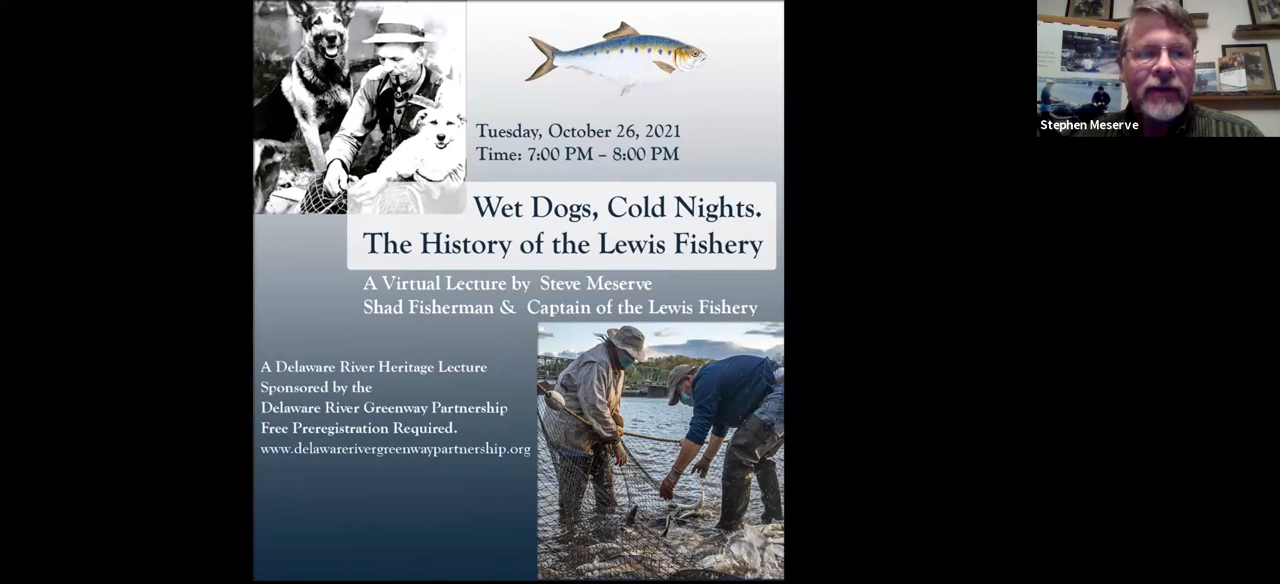 Stephen Meserve
Tuesday, October 26, 2021
Time: 7:00 PM – 8:00 PM
Wet Dogs, Cold Nights.
The History of the Lewis Fishery
A Virtual Lecture by Steve Meserve
Shad Fisherman & Captain of the Lewis Fishery
A Delaware River Heritage Lecture
Sponsored by the
Delaware River Greenway Partnership
Free Preregistration Required.
www.delawarerivergreenwaypartnership.org